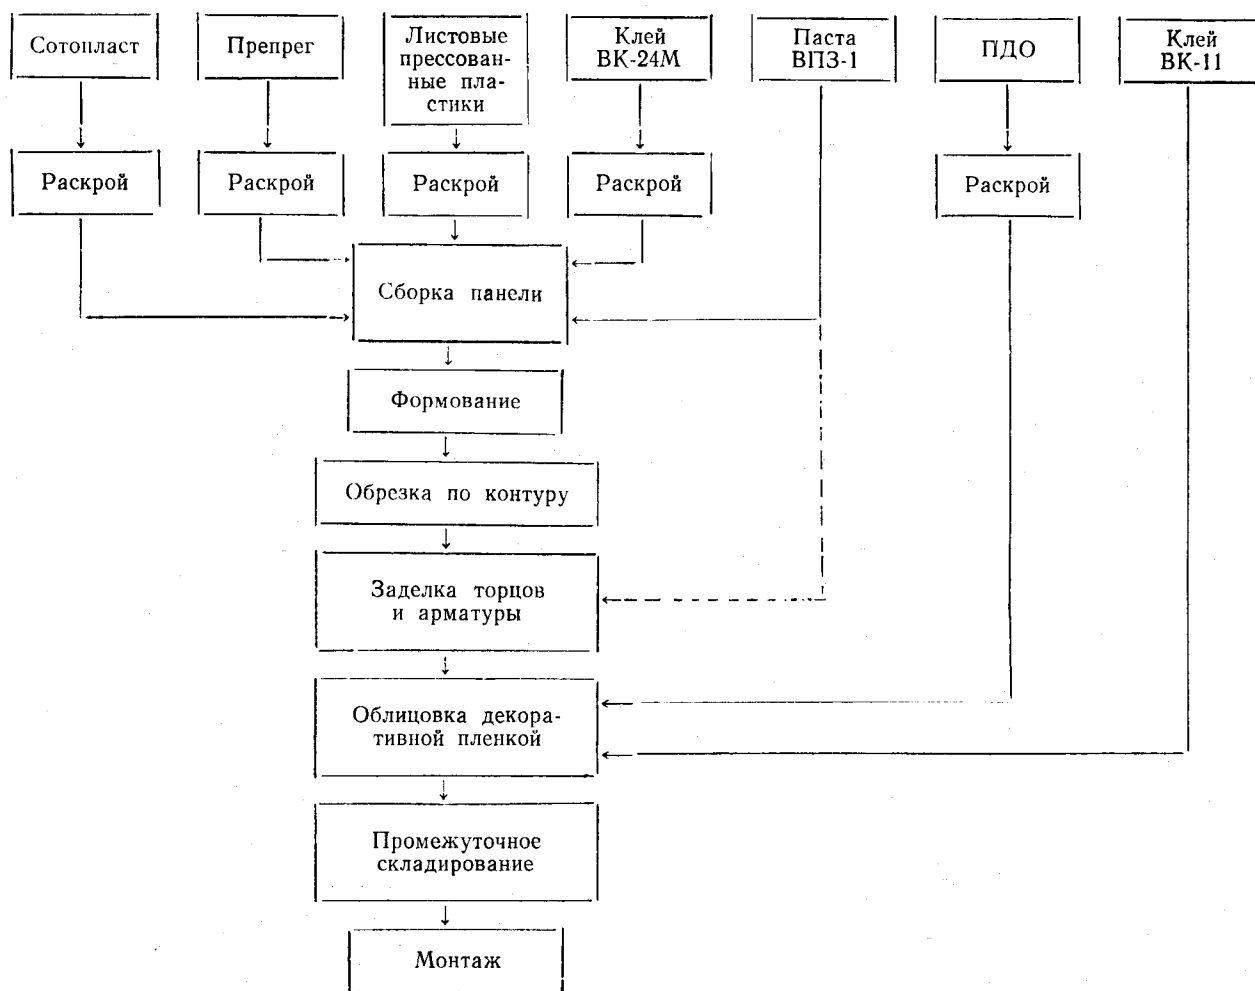 Сотопласт
Препрег
Листовые
прессован-
ные пла-
стики
Клей
ВК-24М
Паста
ВПЗ-1
ПДО
Клей
ВК-11
Раскрой
Раскрой
Раскрой
Раскрой
Раскрой
Сборка панели
Формование
Обрезка по контуру
Заделка торцов
и арматуры
Облицовка декора-
тивной пленкой
Промежуточное
складирование
Монтаж